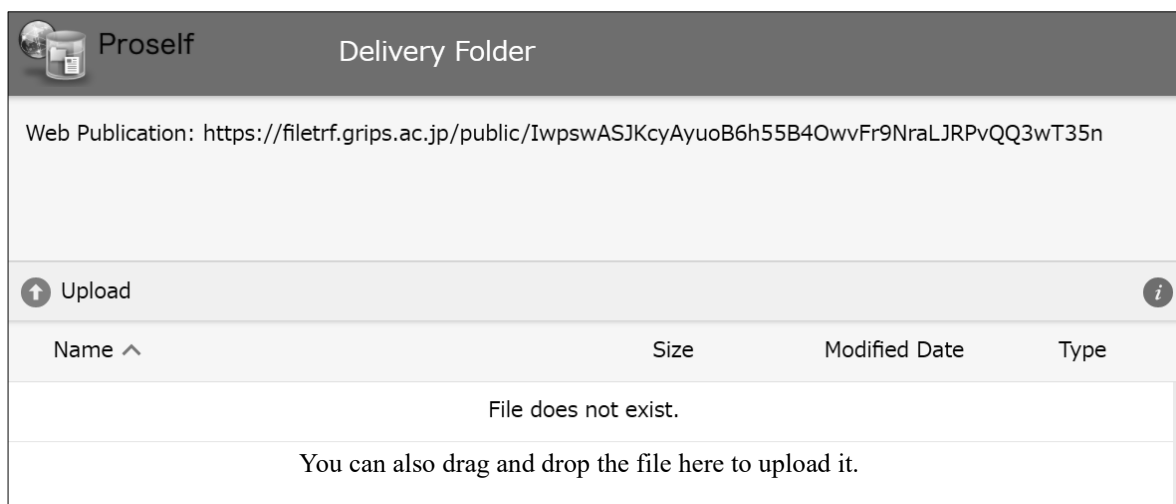 Proself
Delivery Folder
Web Publication: https://filetrf.grips.ac.jp/public/IwpswASJKcyAyuoB6h55B4OwvFr9NraLJRPvQQ3wT35n
Upload
Name Size Modified Date Type
File does not exist.
You can also drag and drop the file here to upload it.